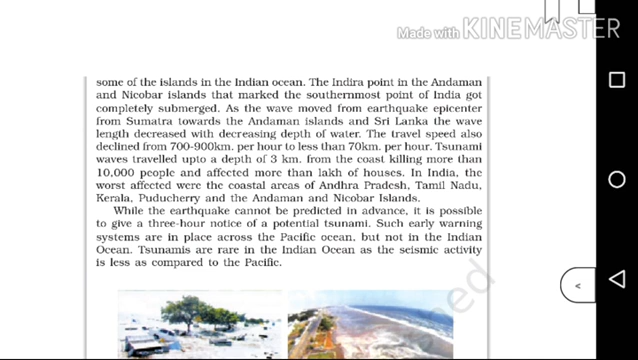 Made with KINEMASTER
some of the islands in the Indian ocean. The Indira point in the Andaman
and Nicobar islands that marked the southernmost point of India got
completely submerged. As the wave moved from earthquake epicenter
from Sumatra towards the Andaman islands and Sri Lanka the wave
length decreased with decreasing depth of water. The travel speed also
declined from 700-900km. per hour to less than 70km. per hour. Tsunami
waves travelled upto a depth of 3 km. from the coast killing more than
10,000 people and affected more than lakh of houses. In India, the
worst affected were the coastal areas of Andhra Pradesh, Tamil Nadu,
Kerala, Puducherry and the Andaman and Nicobar Islands.
While the earthquake cannot be predicted in advance, it is possible
to give a three-hour notice of a potential tsunami. Such early warning
systems are in place across the Pacific ocean, but not in the Indian
Ocean. Tsunamis are rare in the Indian Ocean as the seismic activity
is less as compared to the Pacific.